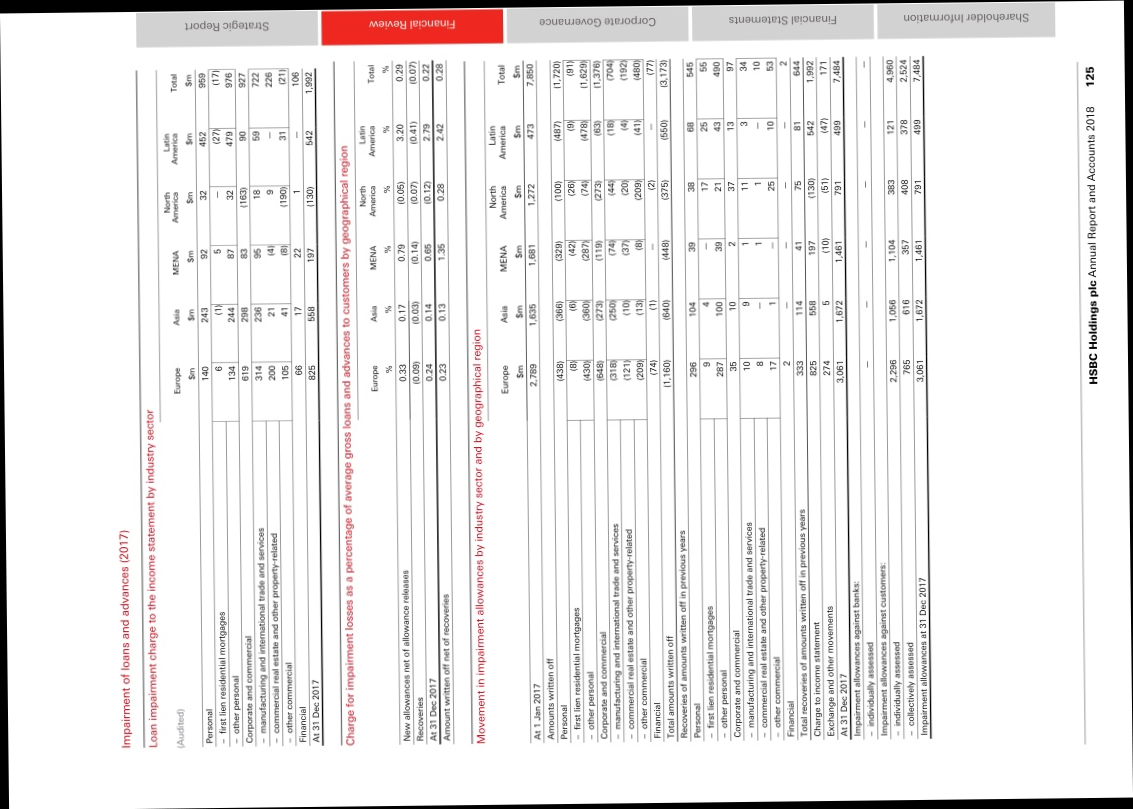 Strategic Report
Financial Review
Corporate Governance
Financial Statements
Shareholder Information
Impairment of loans and advances (2017)
Loan impairment charge to the income statement by industry sector
(Audited)
Europe Asia MENA North America Latin America Total
$m $m $m $m $m $m
Personal 140 243 92 32 452 959
– first lien residential mortgages 6 (1) 5 – (27) (17)
– other personal 134 244 87 32 479 976
Corporate and commercial 619 298 83 (163) 90 927
– manufacturing and international trade and services 314 236 95 18 59 722
– commercial real estate and other property-related 200 21 (4) 9 – 226
– other commercial 105 41 (8) (190) 31 (21)
Financial 66 17 22 1 – 106
At 31 Dec 2017 825 558 197 (130) 542 1,992
Charge for impairment losses as a percentage of average gross loans and advances to customers by geographical region
Europe Asia MENA North America Latin America Total
% % % % % %
New allowances net of allowance releases 0.33 0.17 0.79 (0.05) 3.20 0.29
Recoveries (0.09) (0.03) (0.14) (0.07) (0.41) (0.07)
At 31 Dec 2017 0.24 0.14 0.65 (0.12) 2.79 0.22
Amount written off net of recoveries 0.23 0.13 1.35 0.28 2.42 0.28
Movement in impairment allowances by industry sector and by geographical region
Europe Asia MENA North America Latin America Total
$m $m $m $m $m $m
At 1 Jan 2017 2,789 1,635 1,681 1,272 473 7,850
Amounts written off
Personal (438) (366) (329) (100) (487) (1,720)
– first lien residential mortgages (8) (6) (42) (26) (9) (91)
– other personal (430) (360) (287) (74) (478) (1,629)
Corporate and commercial (648) (273) (119) (273) (63) (1,376)
– manufacturing and international trade and services (318) (250) (74) (44) (18) (704)
– commercial real estate and other property-related (121) (10) (37) (20) (4) (192)
– other commercial (209) (13) (8) (209) (41) (480)
Financial (74) (1) – (2) – (77)
Total amounts written off (1,160) (640) (448) (375) (550) (3,173)
Recoveries of amounts written off in previous years
Personal 296 104 39 38 68 545
– first lien residential mortgages 9 4 – 17 25 55
– other personal 287 100 39 21 43 490
Corporate and commercial 35 10 2 37 13 97
– manufacturing and international trade and services 10 9 1 11 3 34
– commercial real estate and other property-related 8 – 1 1 – 10
– other commercial 17 1 – 25 10 53
Financial 2 – – – – 2
Total recoveries of amounts written off in previous years 333 114 41 75 81 644
Charge to income statement 825 558 197 (130) 542 1,992
Exchange and other movements 274 5 (10) (51) (47) 171
At 31 Dec 2017 3,061 1,672 1,461 791 499 7,484
Impairment allowances against banks:
– individually assessed – – – – – –
Impairment allowances against customers:
– individually assessed 2,296 1,056 1,104 383 121 4,960
– collectively assessed 765 616 357 408 378 2,524
Impairment allowances at 31 Dec 2017 3,061 1,672 1,461 791 499 7,484
HSBC Holdings plc Annual Report and Accounts 2018 125